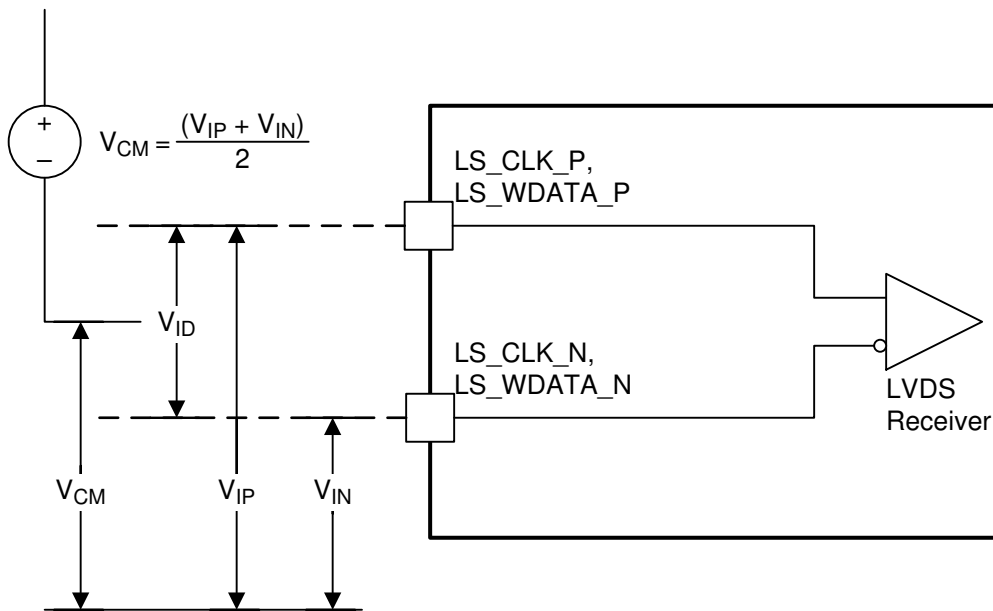 +
–
V_CM = (V_IP + V_IN)
2
LS_CLK_P,
LS_WDATA_P
V_ID
LS_CLK_N,
LS_WDATA_N
LVDS
Receiver
V_CM
V_IP
V_IN